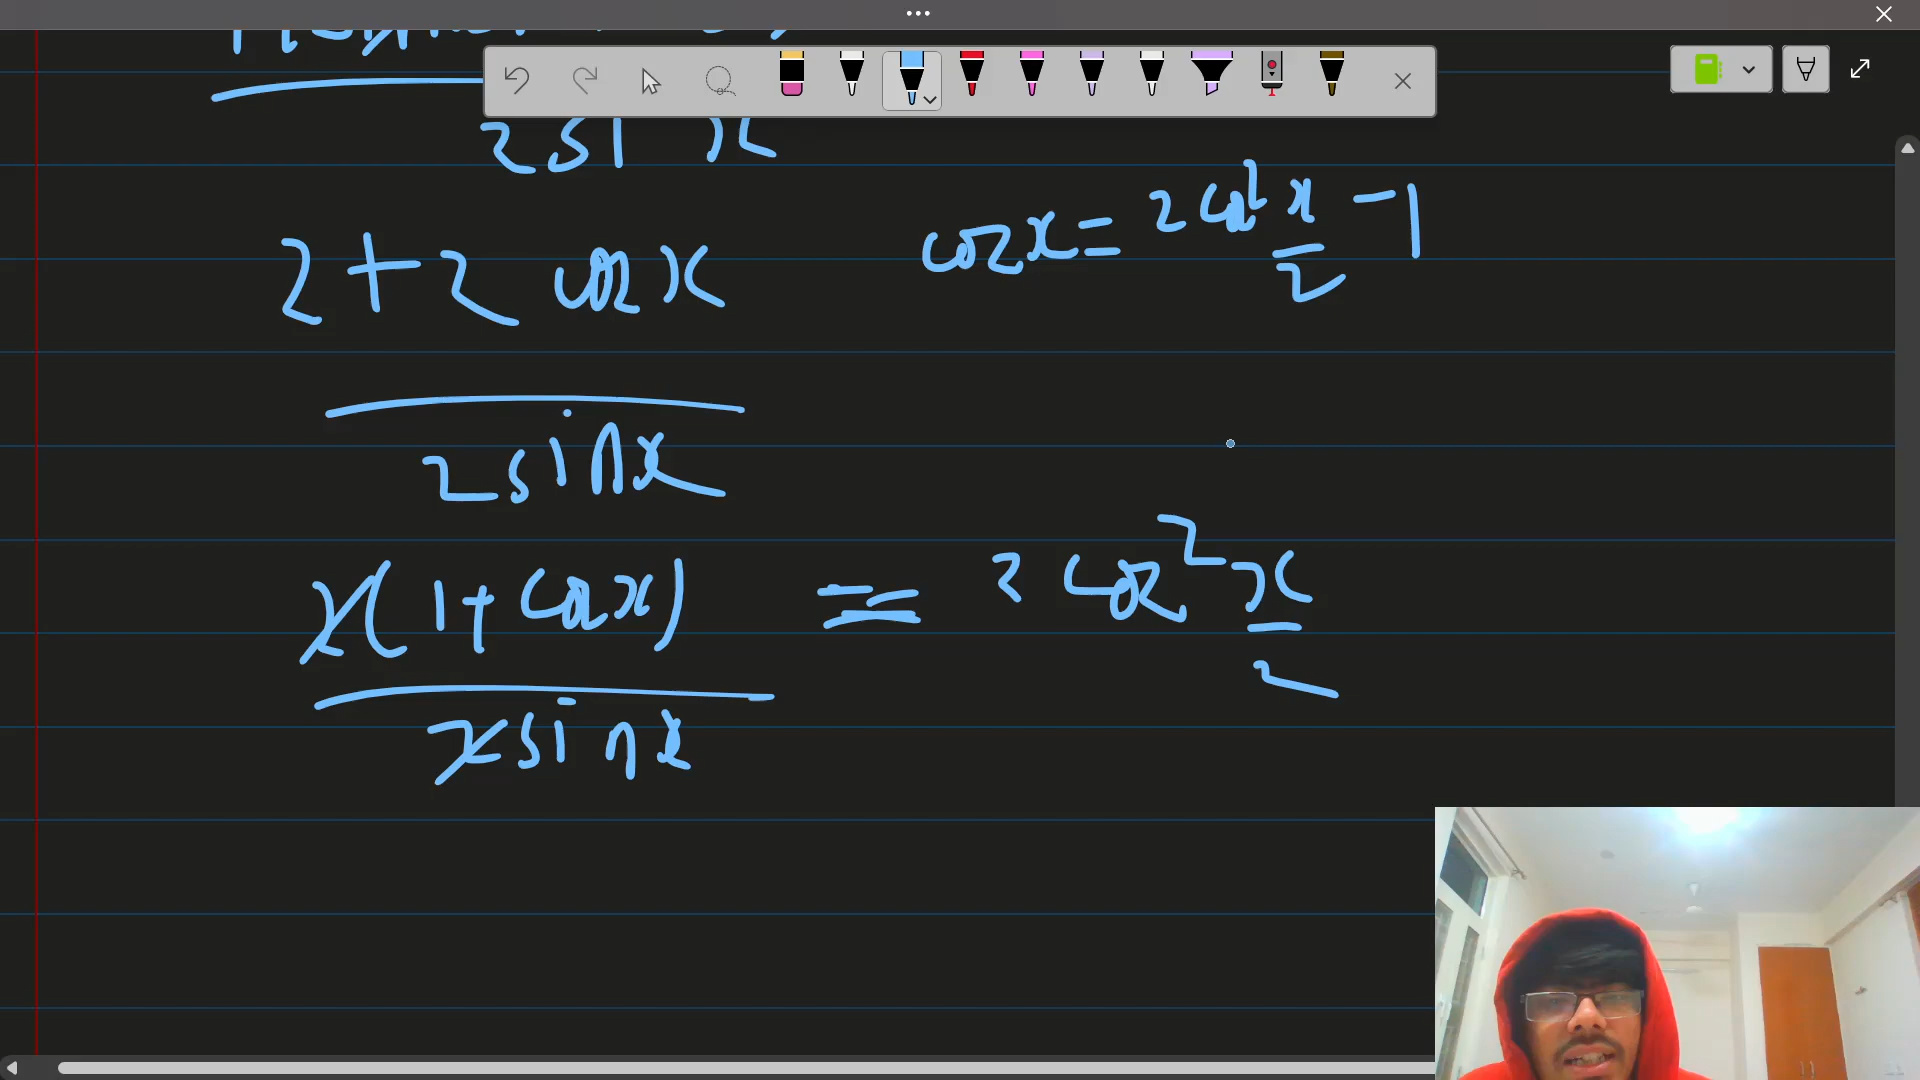 2 si x
2 + 2 cos x
cos x = 2 cos² x/2 - 1
2 sin x
2 ( 1 + cos x ) = 2 cos² x
2
2 sin x